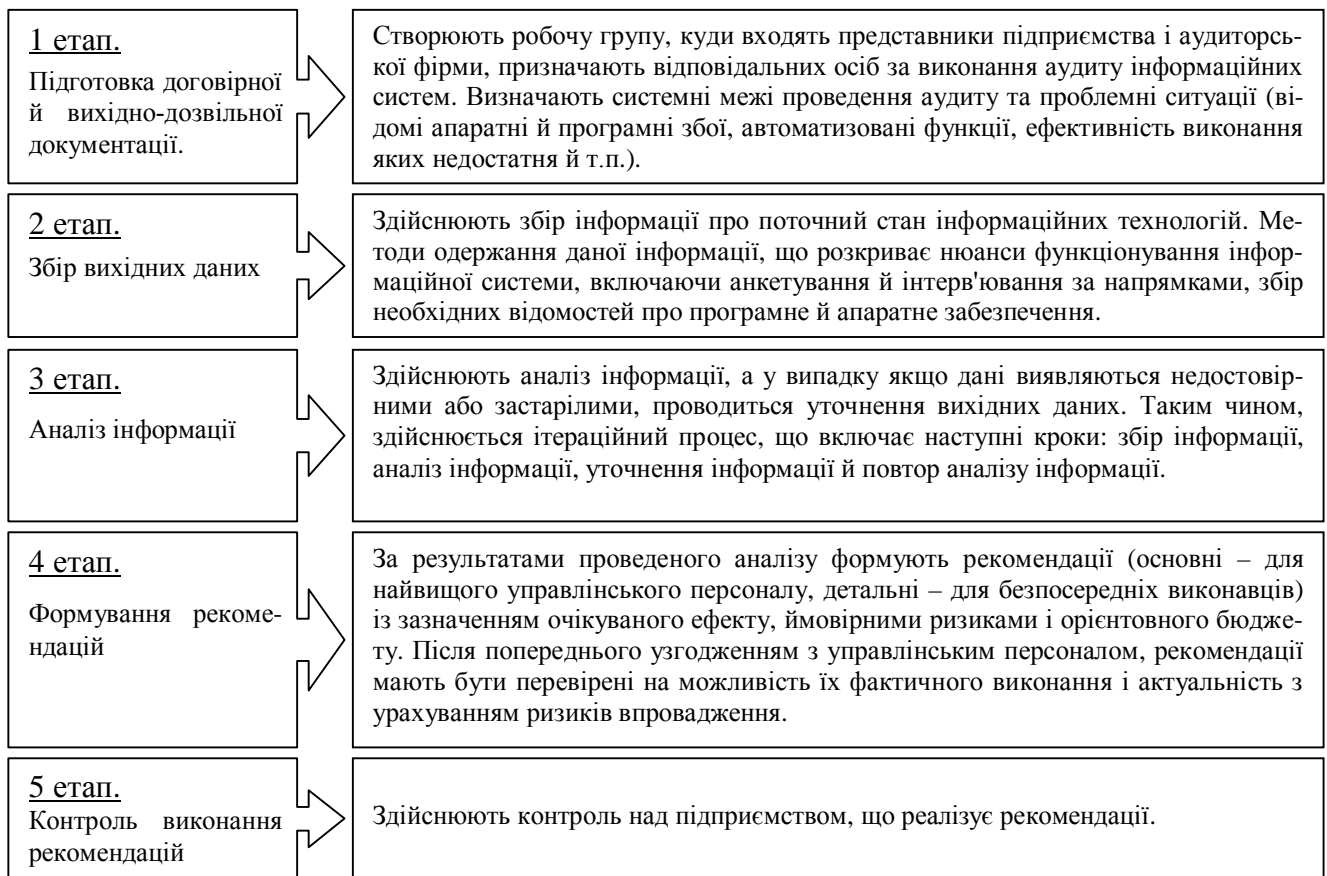 1 етап.
Підготовка договірної
й вихідно-дозвільної
документації.
Створюють робочу групу, куди входять представники підприємства і аудиторсь-
кої фірми, призначають відповідальних осіб за виконання аудиту інформаційних
систем. Визначають системні межі проведення аудиту та проблемні ситуації (ві-
домі апаратні й програмні збої, автоматизовані функції, ефективність виконання
яких недостатня й т.п.).
2 етап.
Збір вихідних даних
Здійснюють збір інформації про поточний стан інформаційних технологій. Ме-
тоди одержання даної інформації, що розкриває нюанси функціонування інфор-
маційної системи, включаючи анкетування й інтерв'ювання за напрямками, збір
необхідних відомостей про програмне й апаратне забезпечення.
3 етап.
Аналіз інформації
Здійснюють аналіз інформації, а у випадку якщо дані виявляються недостовір-
ними або застарілими, проводиться уточнення вихідних даних. Таким чином,
здійснюється ітераційний процес, що включає наступні кроки: збір інформації,
аналіз інформації, уточнення інформації й повтор аналізу інформації.
4 етап.
Формування рекоме-
ндацій
За результатами проведеного аналізу формують рекомендації (основні – для
найвищого управлінського персоналу, детальні – для безпосередніх виконавців)
із зазначенням очікуваного ефекту, ймовірними ризиками і орієнтовного бюдже-
ту. Після попереднього узгодженням з управлінським персоналом, рекомендації
мають бути перевірені на можливість їх фактичного виконання і актуальність з
урахуванням ризиків впровадження.
5 етап.
Контроль виконання
рекомендацій
Здійснюють контроль над підприємством, що реалізує рекомендації.